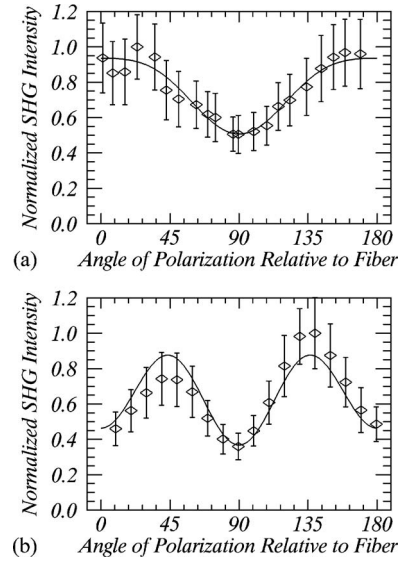 Normalized SHG Intensity
1.2
1.0
0.8
0.6
0.4
0.2
0.0
0 45 90 135 180
(a) Angle of Polarization Relative to Fiber
Normalized SHG Intensity
1.2
1.0
0.8
0.6
0.4
0.2
0.0
0 45 90 135 180
(b) Angle of Polarization Relative to Fiber